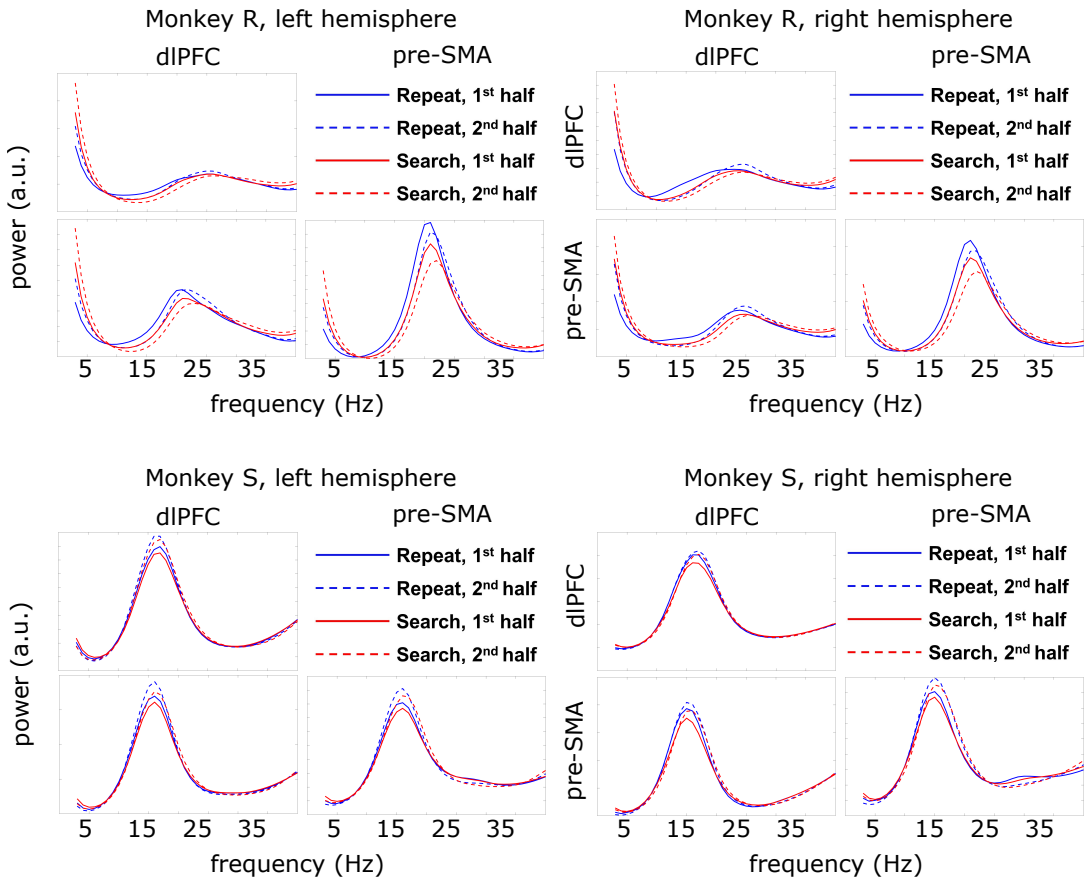 Monkey R, left hemisphere
dlPFC
pre-SMA
Repeat, 1st half
Repeat, 2nd half
Search, 1st half
Search, 2nd half
power (a.u.)
5 15 25 35
5 15 25 35
frequency (Hz)
Monkey R, right hemisphere
dlPFC
pre-SMA
dlPFC
Repeat, 1st half
Repeat, 2nd half
Search, 1st half
Search, 2nd half
pre-SMA
5 15 25 35
5 15 25 35
frequency (Hz)
Monkey S, left hemisphere
dlPFC
pre-SMA
Repeat, 1st half
Repeat, 2nd half
Search, 1st half
Search, 2nd half
power (a.u.)
5 15 25 35
5 15 25 35
frequency (Hz)
Monkey S, right hemisphere
dlPFC
pre-SMA
dlPFC
Repeat, 1st half
Repeat, 2nd half
Search, 1st half
Search, 2nd half
pre-SMA
5 15 25 35
5 15 25 35
frequency (Hz)